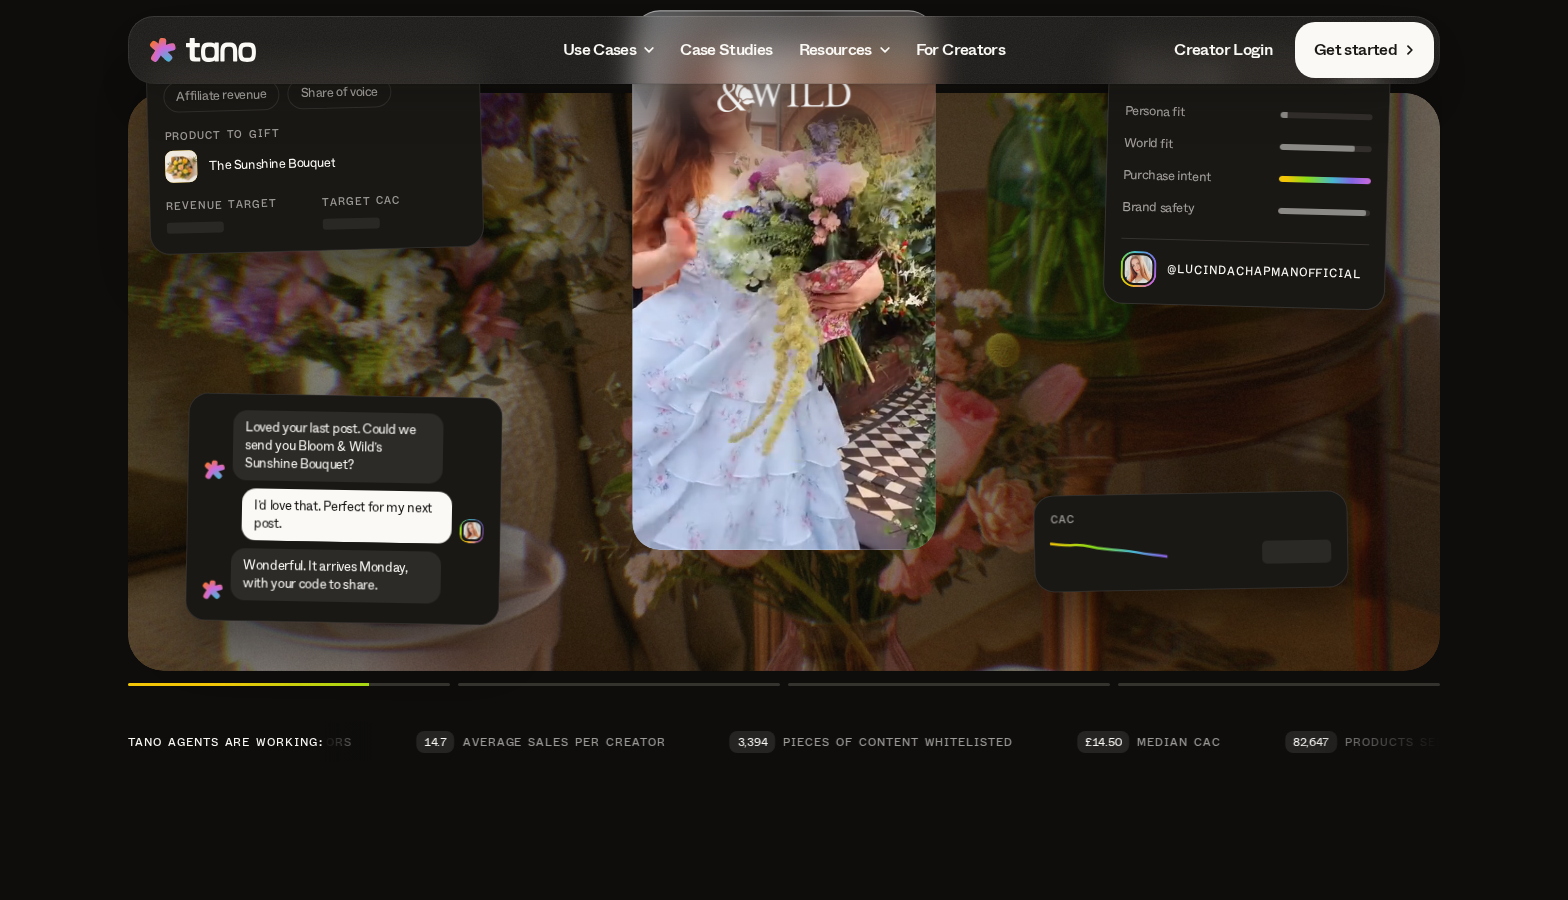 tano
Use Cases
Case Studies
Resources
For Creators
Creator Login
Get started
Affiliate revenue
Share of voice
PRODUCT TO GIFT
The Sunshine Bouquet
REVENUE TARGET
TARGET CAC
&WILD
Persona fit
World fit
Purchase intent
Brand safety
@LUCINDACHAPMANOFFICIAL
Loved your last post. Could we
send you Bloom & Wild's
Sunshine Bouquet?
I'd love that. Perfect for my next
post.
Wonderful. It arrives Monday,
with your code to share.
CAC
TANO AGENTS ARE WORKING:
14.7 AVERAGE SALES PER CREATOR
3,394 PIECES OF CONTENT WHITELISTED
£14.50 MEDIAN CAC
82,647 PRODUCTS